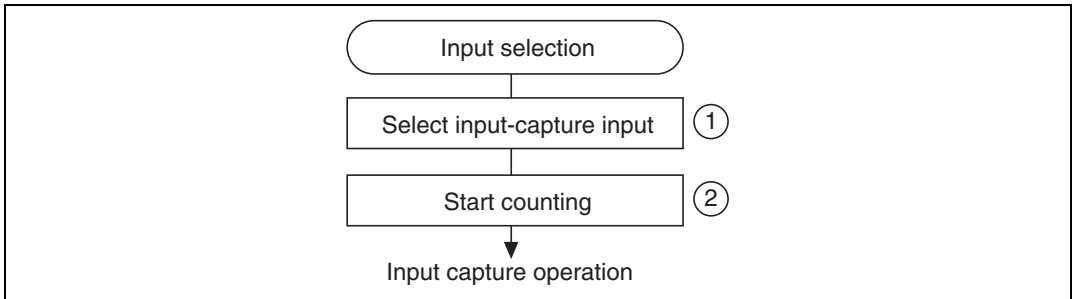 Input selection
Select input-capture input ①
Start counting ②
Input capture operation